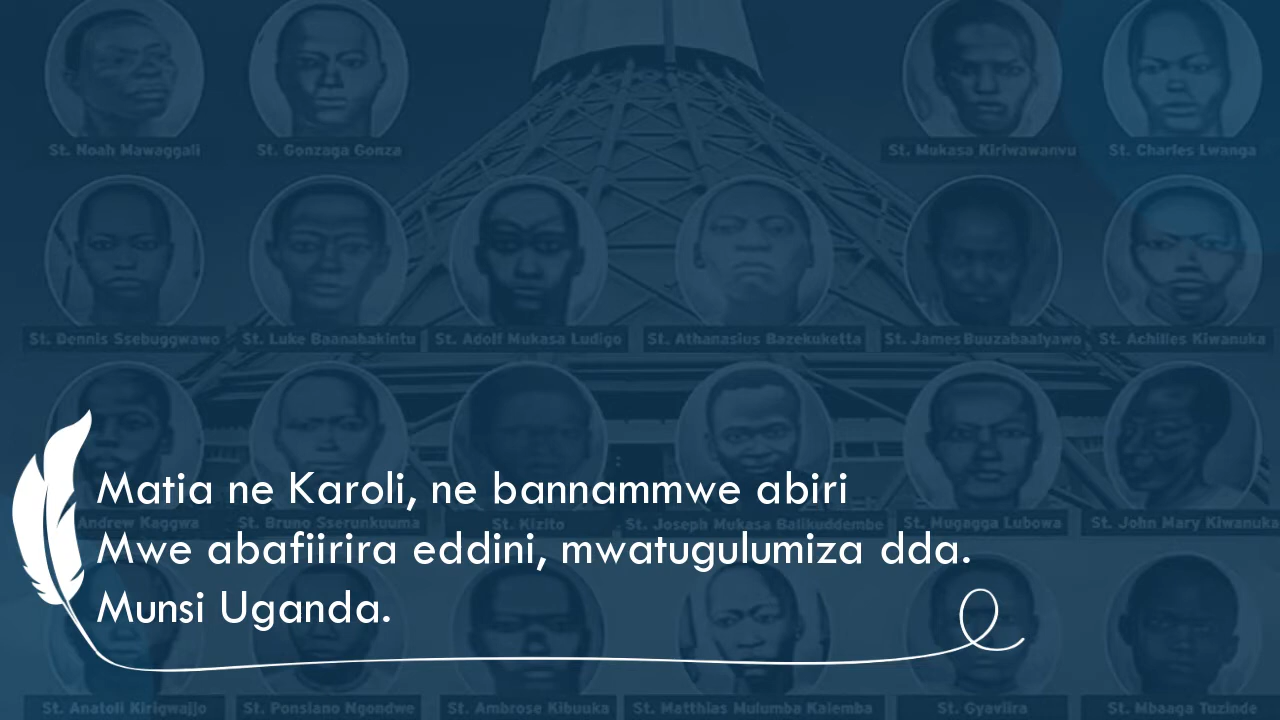 St. Noah Mawaggali St. Gonzaga Gonza St. Mukasa Kiriwawanvu St. Charles Lwanga
St. Dennis Ssebuggwawo St. Luke Baanabakintu St. Adolf Mukasa Ludigo St. Athanasius Bazekuketta St. James Buuzabaalyawo St. Achilles Kiwanuka
Andrew Kaggwa St. Bruno Sserunkuuma St. Kizito St. Joseph Mukasa Balikuddembe St. Mugagga Lubowa St. John Mary Kiwanuka
Matia ne Karoli, ne bannammwe abiri
Mwe abafiirira eddini, mwatugulumiza dda.
Munsi Uganda.
St. Anatoli Kirigwajjo St. Ponsiano Ngondwe St. Ambrose Kibuuka St. Matthias Mulumba Kalemba St. Gyaviira St. Mbaaga Tuzinde